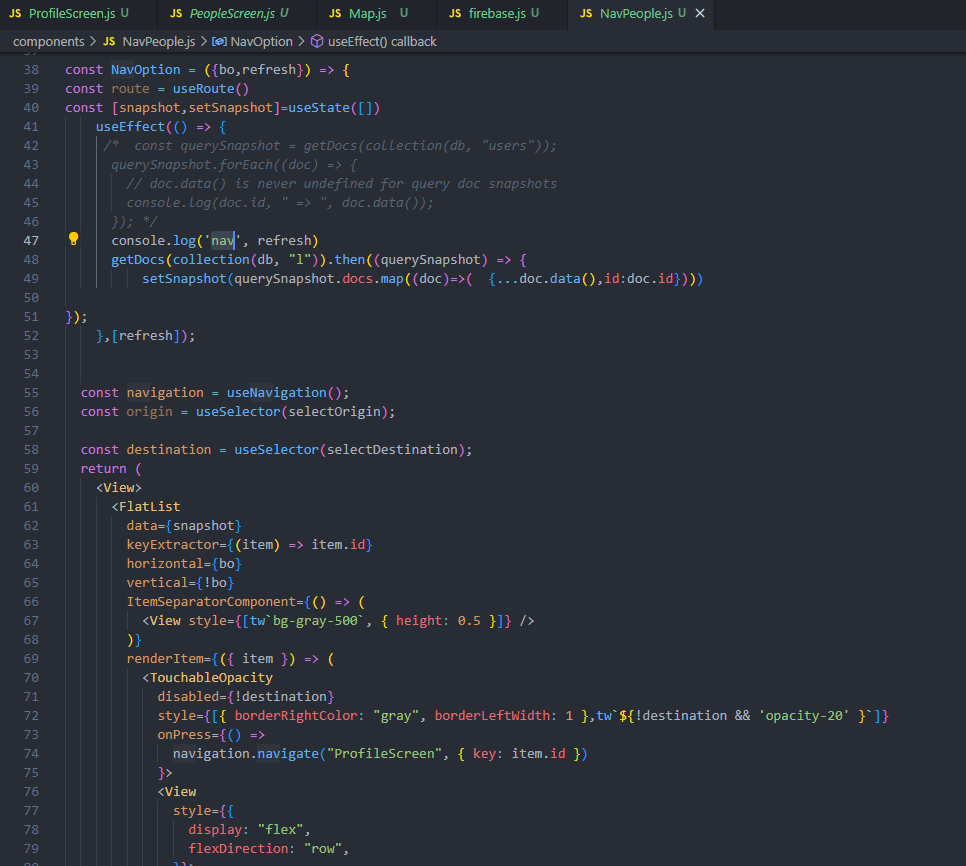 JS ProfileScreen.js U JS PeopleScreen.js U JS Map.js U JS firebase.js U JS NavPeople.js U ×
components > JS NavPeople.js > NavOption > useEffect() callback
38 const NavOption = ({bo,refresh}) => {
39 const route = useRoute()
40 const [snapshot,setSnapshot]=useState([])
41 useEffect(() => {
42 /*  const querySnapshot = getDocs(collection(db, "users"));
43 querySnapshot.forEach((doc) => {
44 // doc.data() is never undefined for query doc snapshots
45 console.log(doc.id, " => ", doc.data());
46 }); */
47 console.log('nav', refresh)
48 getDocs(collection(db, "l")).then((querySnapshot) => {
49 setSnapshot(querySnapshot.docs.map((doc)=>(  {...doc.data(),id:doc.id})))
50
51 });
52 },[refresh]);
53
54
55 const navigation = useNavigation();
56 const origin = useSelector(selectOrigin);
57
58 const destination = useSelector(selectDestination);
59 return (
60 <View>
61 <FlatList
62 data={snapshot}
63 keyExtractor={(item) => item.id}
64 horizontal={bo}
65 vertical={!bo}
66 ItemSeparatorComponent={() => (
67 <View style={[tw`bg-gray-500`, { height: 0.5 }]} />
68 )}
69 renderItem={({ item }) => (
70 <TouchableOpacity
71 disabled={!destination}
72 style={[{ borderRightColor: "gray", borderLeftWidth: 1 },tw`${!destination && 'opacity-20' }`]}
73 onPress={() =>
74 navigation.navigate("ProfileScreen", { key: item.id })
75 }>
76 <View
77 style={{
78 display: "flex",
79 flexDirection: "row",